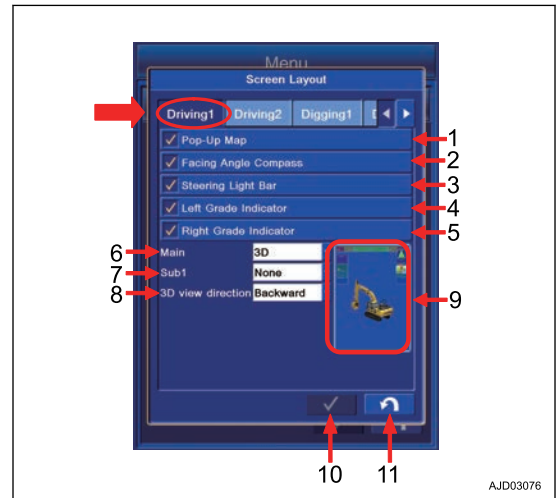 Menu
Screen Layout
Driving1 Driving2 Digging1
Pop-Up Map 1
Facing Angle Compass 2
Steering Light Bar 3
Left Grade Indicator 4
Right Grade Indicator 5
6 Main 3D
7 Sub1 None
8 3D view direction Backward 9
10 11
AJD03076